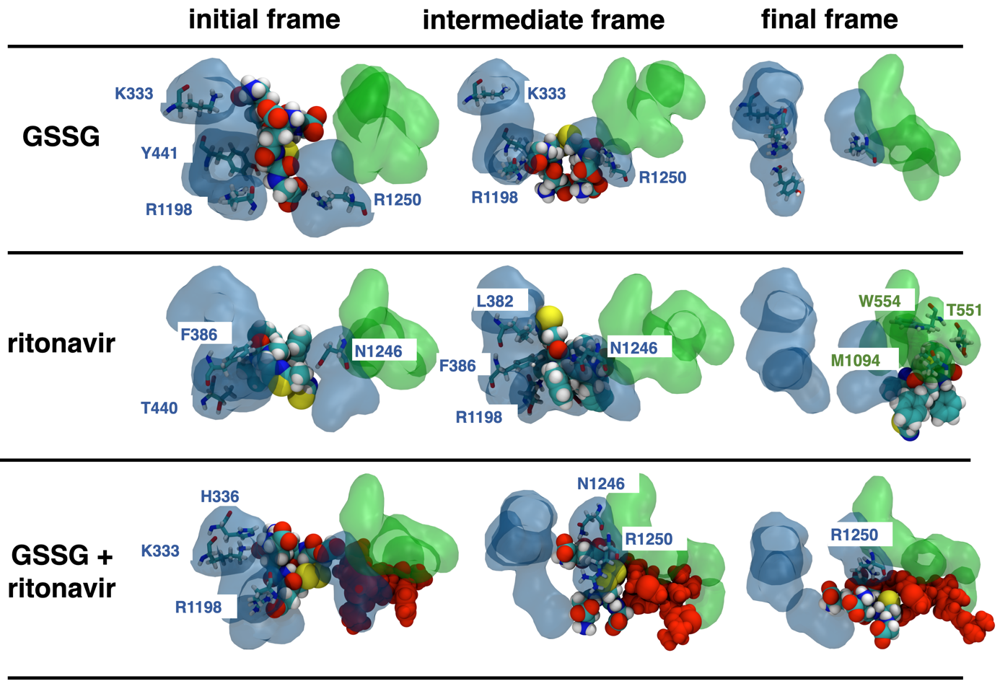 initial frame intermediate frame final frame
GSSG
K333
Y441
R1198
R1250
K333
R1198
R1250
ritonavir
F386
N1246
T440
L382
F386
N1246
R1198
W554
T551
M1094
GSSG +
ritonavir
H336
K333
R1198
N1246
R1250
R1250